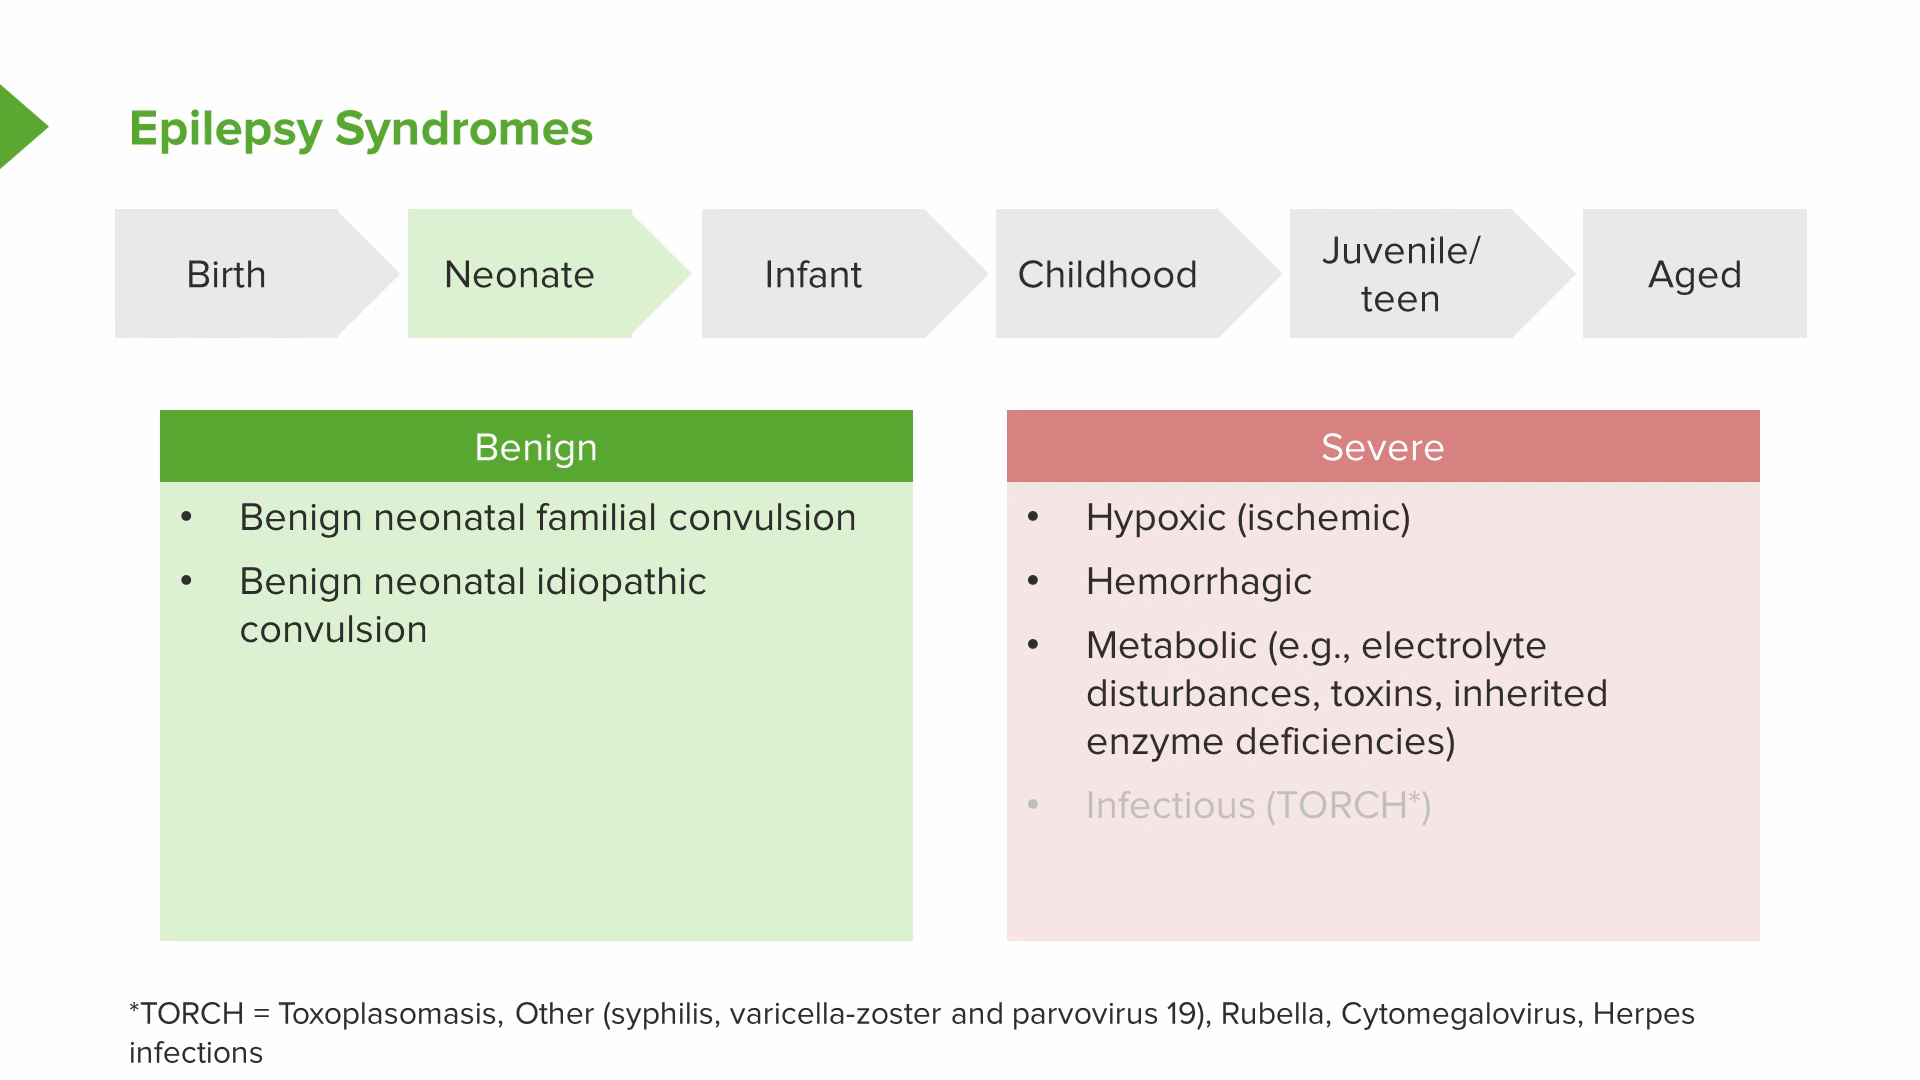 Epilepsy Syndromes
Birth
Neonate
Infant
Childhood
Juvenile/
teen
Aged
Benign
• Benign neonatal familial convulsion
• Benign neonatal idiopathic
convulsion
Severe
• Hypoxic (ischemic)
• Hemorrhagic
• Metabolic (e.g., electrolyte
disturbances, toxins, inherited
enzyme deficiencies)
• Infectious (TORCH*)
*TORCH = Toxoplasomasis, Other (syphilis, varicella-zoster and parvovirus 19), Rubella, Cytomegalovirus, Herpes
infections